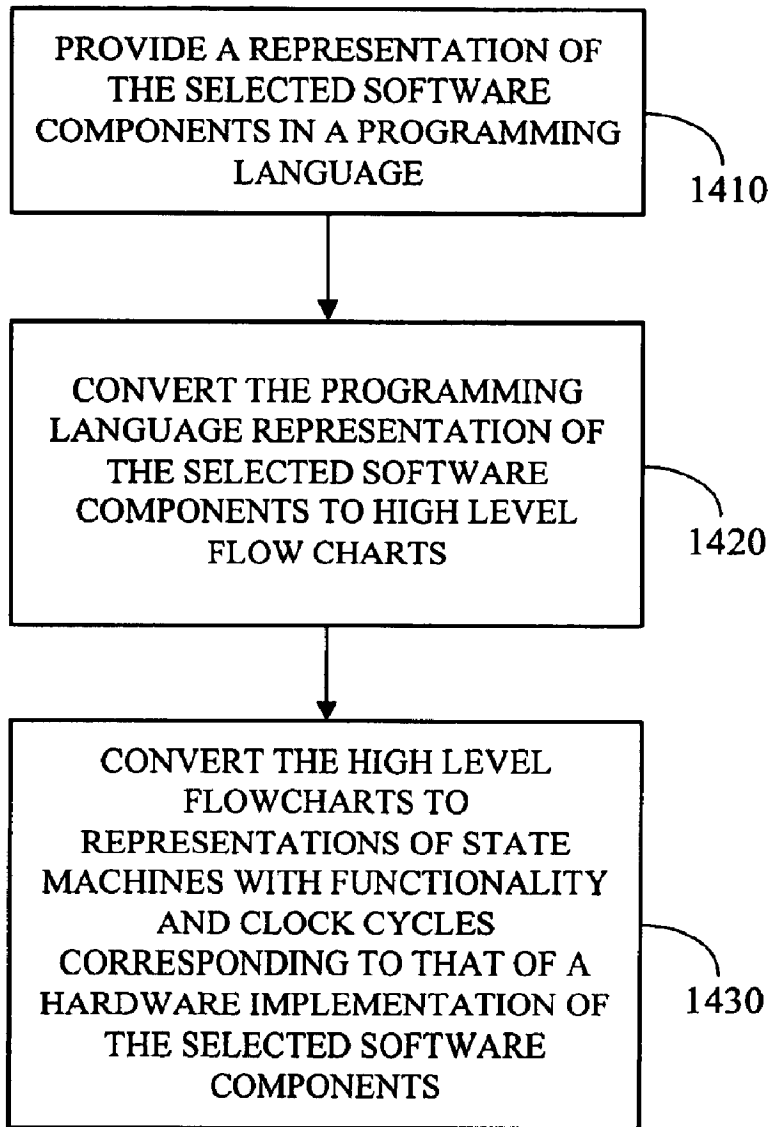 PROVIDE A REPRESENTATION OF
THE SELECTED SOFTWARE
COMPONENTS IN A PROGRAMMING
LANGUAGE
1410
CONVERT THE PROGRAMMING
LANGUAGE REPRESENTATION OF
THE SELECTED SOFTWARE
COMPONENTS TO HIGH LEVEL
FLOW CHARTS
1420
CONVERT THE HIGH LEVEL
FLOWCHARTS TO
REPRESENTATIONS OF STATE
MACHINES WITH FUNCTIONALITY
AND CLOCK CYCLES
CORRESPONDING TO THAT OF A
HARDWARE IMPLEMENTATION OF
THE SELECTED SOFTWARE
COMPONENTS
1430